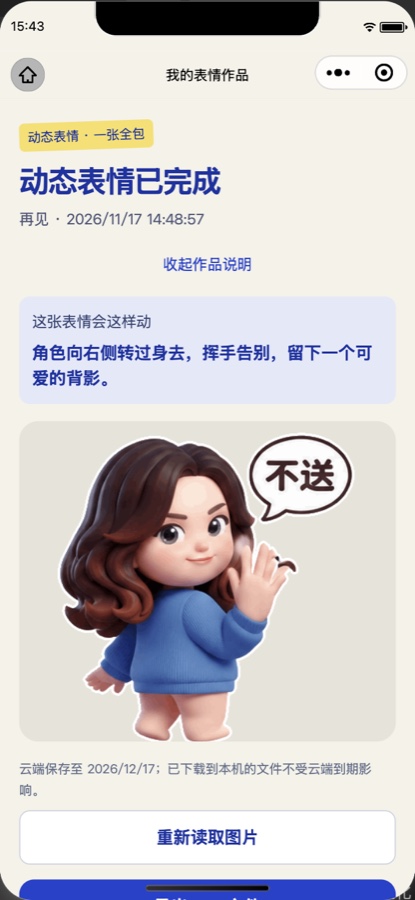 15:43
我的表情作品
动态表情 · 一张全包
动态表情已完成
再见 · 2026/11/17 14:48:57
收起作品说明
这张表情会这样动
角色向右侧转过身去，挥手告别，留下一个可
爱的背影。
不送
云端保存至 2026/12/17；已下载到本机的文件不受云端到期影
响。
重新读取图片